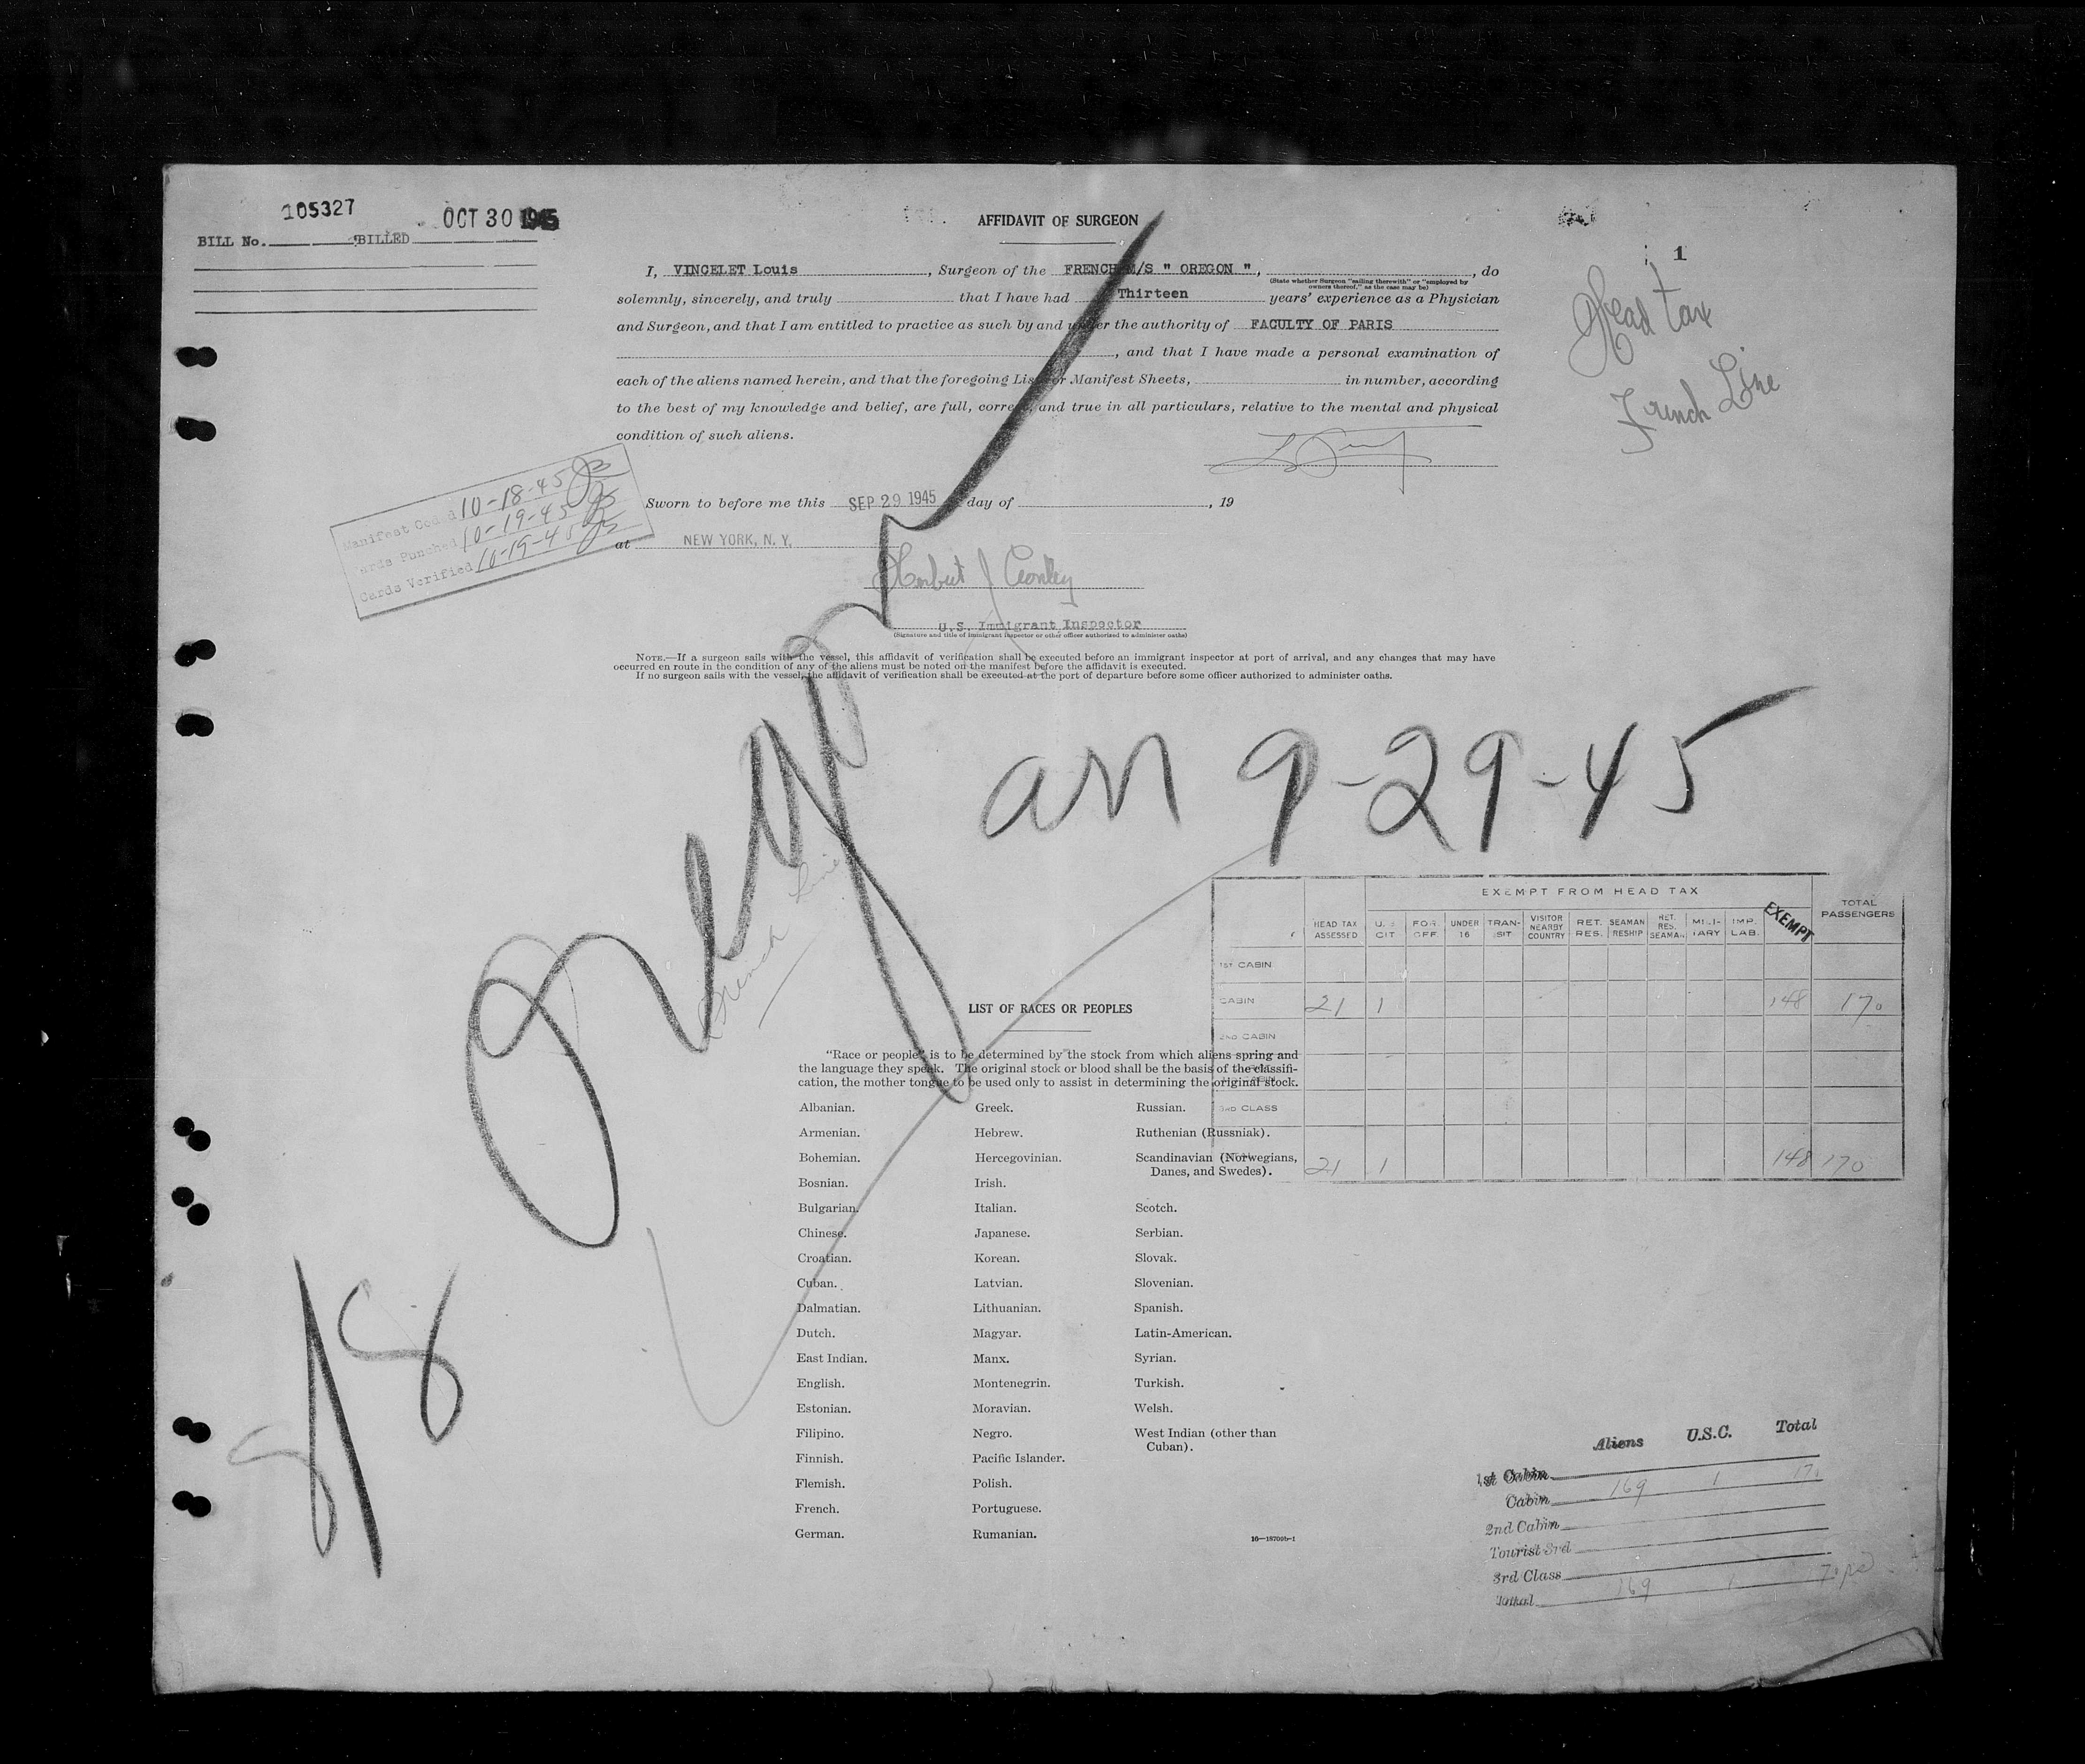 105327 OCT 30 1945
BILL No. BILLED
AFFIDAVIT OF SURGEON
1
Head tax
French Line
I, VINCELET Louis, Surgeon of the FRENCH M/S " OREGON ", , do
(State whether Surgeon "sailing therewith" or "employed by
owners thereof," as the case may be)
solemnly, sincerely, and truly that I have had Thirteen years' experience as a Physician
and Surgeon, and that I am entitled to practice as such by and under the authority of FACULTY OF PARIS
, and that I have made a personal examination of
each of the aliens named herein, and that the foregoing Lists or Manifest Sheets, in number, according
to the best of my knowledge and belief, are full, correct, and true in all particulars, relative to the mental and physical
condition of such aliens.
Manifest Coded 10-18-45
Cards Punched 10-19-45
Cards Verified 10-19-45
Sworn to before me this SEP 29 1945 day of , 19
at NEW YORK, N. Y.
Herbert J
U.S. Immigrant Inspector
(Signature and title of immigrant inspector or other officer authorized to administer oaths)
NOTE.—If a surgeon sails with the vessel, this affidavit of verification shall be executed before an immigrant inspector at port of arrival, and any changes that may have
occurred en route in the condition of any of the aliens must be noted on the manifest before the affidavit is executed.
If no surgeon sails with the vessel, the affidavit of verification shall be executed at the port of departure before some officer authorized to administer oaths.
Oregon
arr 9-29-45
French Line
EXEMPT FROM HEAD TAX
HEAD TAX ASSESSED U.S. CIT FOR. OFF. UNDER 16 TRANSIT VISITOR NEARBY COUNTRY RET. RES. SEAMAN RESHIP RET. RES. SEAMAN MILITARY IMP. LAB. EXEMPT TOTAL PASSENGERS
1ST CABIN
CABIN 21 1 148 170
2ND CABIN
3RD CLASS
21 1 148 170
LIST OF RACES OR PEOPLES
"Race or people" is to be determined by the stock from which aliens spring and
the language they speak. The original stock or blood shall be the basis of the classifi-
cation, the mother tongue to be used only to assist in determining the original stock.
Albanian.
Armenian.
Bohemian.
Bosnian.
Bulgarian.
Chinese.
Croatian.
Cuban.
Dalmatian.
Dutch.
East Indian.
English.
Estonian.
Filipino.
Finnish.
Flemish.
French.
German.
Greek.
Hebrew.
Hercegovinian.
Irish.
Italian.
Japanese.
Korean.
Latvian.
Lithuanian.
Magyar.
Manx.
Montenegrin.
Moravian.
Negro.
Pacific Islander.
Polish.
Portuguese.
Rumanian.
Russian.
Ruthenian (Russniak).
Scandinavian (Norwegians,
Danes, and Swedes).
Scotch.
Serbian.
Slovak.
Slovenian.
Spanish.
Latin-American.
Syrian.
Turkish.
Welsh.
West Indian (other than
Cuban).
16—18709b-1
Aliens U.S.C. Total
1st Cabin
Cabin 169 1 170
2nd Cabin
Tourist 3rd
3rd Class
Total 169 1